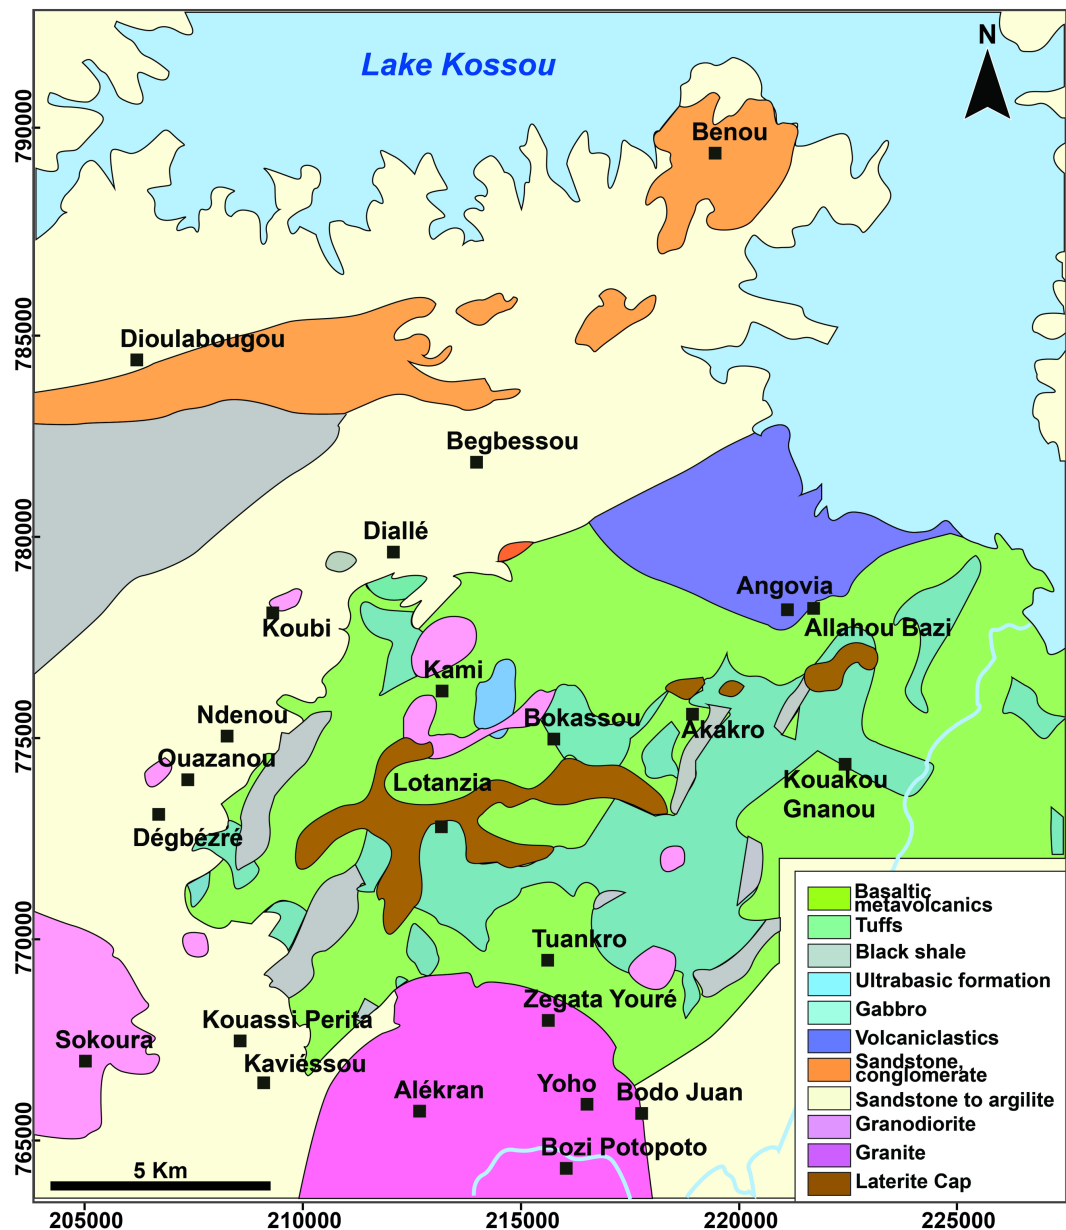 Lake Kossou
N
790000
Benou
785000
Dioulabougou
Begbessou
780000
Diallé
Angovia
Allahou Bazi
Koubi
Kami
775000
Ndenou
Bokassou
Akakro
Ouazanou
Lotanzia
Kouakou
Gnanou
Dégbézré
770000
Tuankro
Zegata Youré
Kouassi Perita
Sokoura
Kaviéssou
Alékran
Yoho
Bodo Juan
765000
Bozi Potopoto
5 Km
Basaltic
metavolcanics
Tuffs
Black shale
Ultrabasic formation
Gabbro
Volcaniclastics
Sandstone,
conglomerate
Sandstone to argilite
Granodiorite
Granite
Laterite Cap
205000
210000
215000
220000
225000